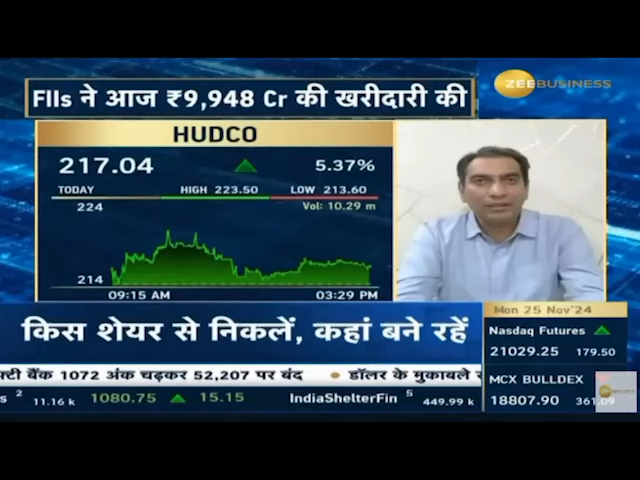 ZEE BUSINESS
FIIs ने आज ₹9,948 Cr की खरीदारी की
HUDCO
217.04 5.37%
TODAY HIGH 223.50 LOW 213.60
224 Vol: 10.29 m
214
09:15 AM 03:29 PM
किस शेयर से निकलें, कहां बने रहें
Mon 25 Nov'24
Nasdaq Futures
21029.25 179.50
MCX BULLDEX
18807.90 361.09
बैंक 1072 अंक चढ़कर 52,207 पर बंद डॉलर के मुकाबले
2 11.16 k 1080.75 15.15 IndiaShelterFin 5 449.99 k